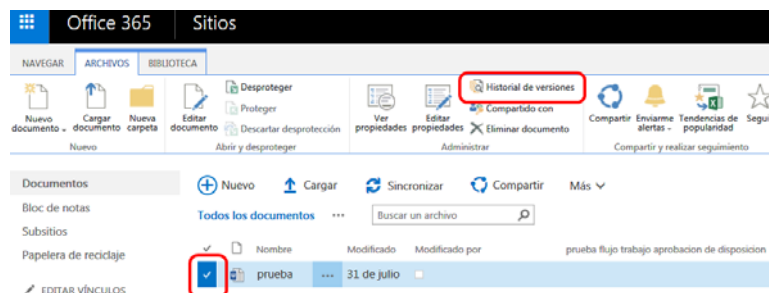 Office 365 Sitios
NAVEGAR ARCHIVOS BIBLIOTECA
Nuevo documento
Cargar documento
Nueva carpeta
Nuevo
Editar documento
Desproteger
Proteger
Descartar desprotección
Abrir y desproteger
Ver propiedades
Editar propiedades
Historial de versiones
Compartido con
Eliminar documento
Administrar
Compartir
Enviarme alertas
Tendencias de popularidad
Segui
Compartir y realizar seguimiento
Documentos
Bloc de notas
Subsitios
Papelera de reciclaje
EDITAR VÍNCULOS
Nuevo Cargar Sincronizar Compartir Más
Todos los documentos ... Buscar un archivo
Nombre Modificado Modificado por prueba flujo trabajo aprobacion de disposicion
prueba ... 31 de julio